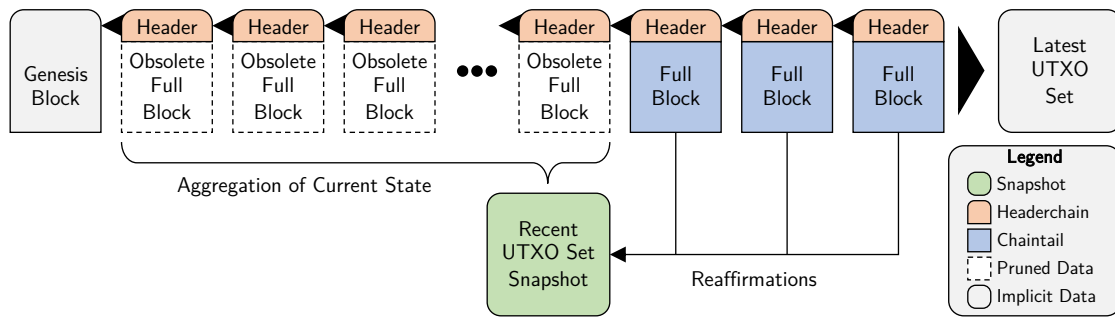 Header
Header
Header
Header
Header
Header
Header
Genesis
Block
Obsolete
Full
Block
Obsolete
Full
Block
Obsolete
Full
Block
Obsolete
Full
Block
Full
Block
Full
Block
Full
Block
Latest
UTXO
Set
Aggregation of Current State
Recent
UTXO Set
Snapshot
Reaffirmations
Legend
Snapshot
Headerchain
Chaintail
Pruned Data
Implicit Data